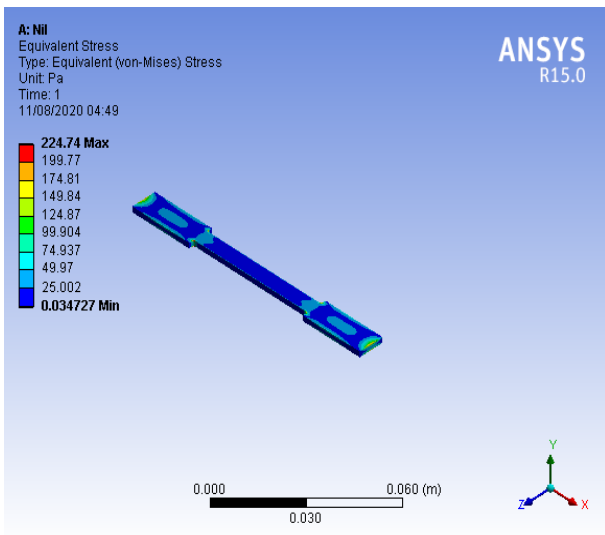 A: Nil
Equivalent Stress
Type: Equivalent (von-Mises) Stress
Unit: Pa
Time: 1
11/08/2020 04:49
ANSYS
R15.0
224.74 Max
199.77
174.81
149.84
124.87
99.904
74.937
49.97
25.002
0.034727 Min
0.000
0.060 (m)
0.030
Y
Z
X